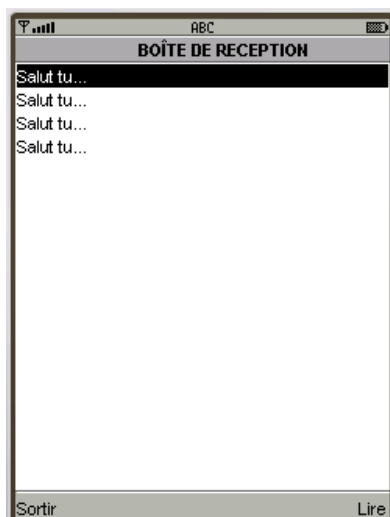 ABC
BOÎTE DE RECEPTION
Salut tu...
Salut tu...
Salut tu...
Salut tu...
Sortir Lire